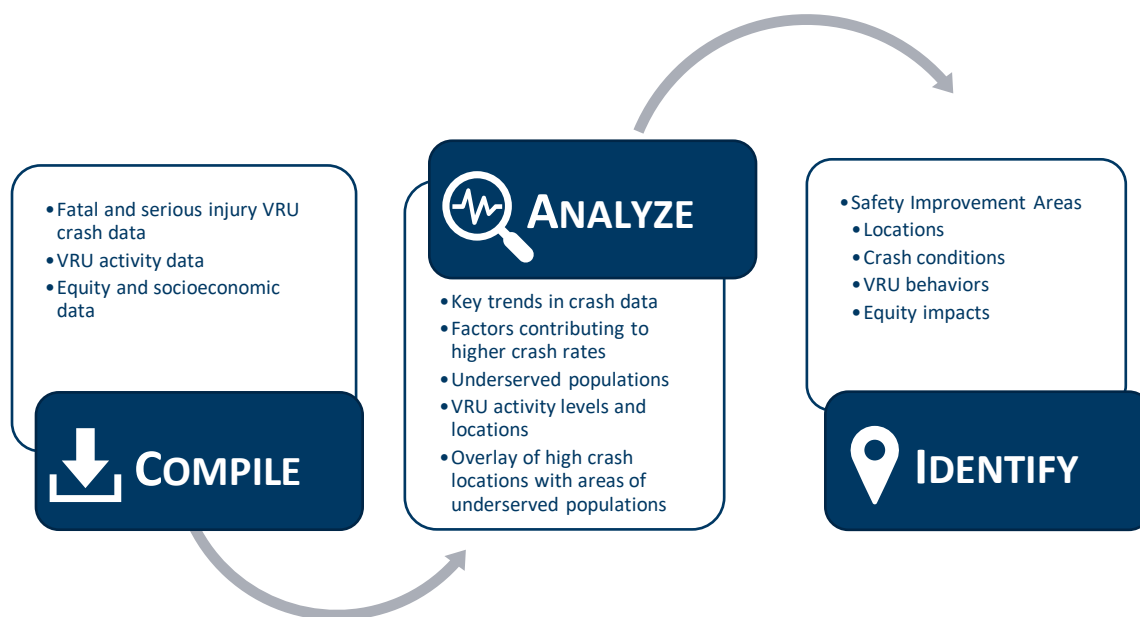 •Fatal and serious injury VRU
crash data
•VRU activity data
•Equity and socioeconomic
data
COMPILE
ANALYZE
•Key trends in crash data
•Factors contributing to
higher crash rates
•Underserved populations
•VRU activity levels and
locations
•Overlay of high crash
locations with areas of
underserved populations
•Safety Improvement Areas
•Locations
•Crash conditions
•VRU behaviors
•Equity impacts
IDENTIFY